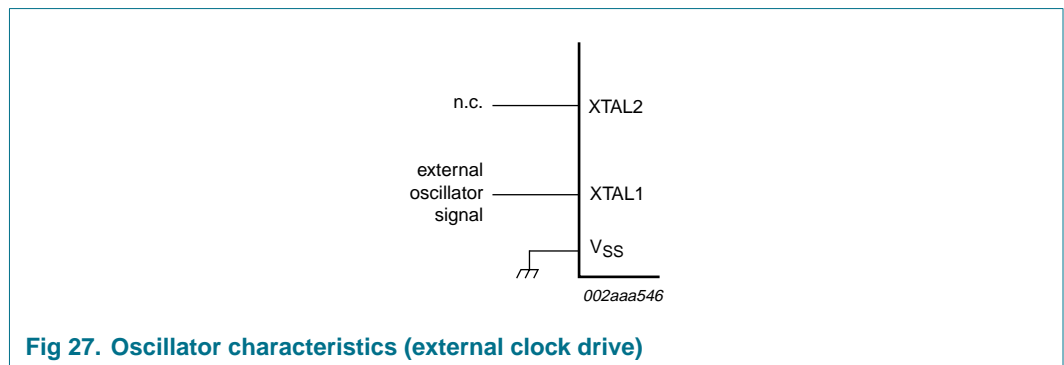 n.c.
XTAL2
external
oscillator
signal
XTAL1
VSS
002aaa546
Fig 27. Oscillator characteristics (external clock drive)